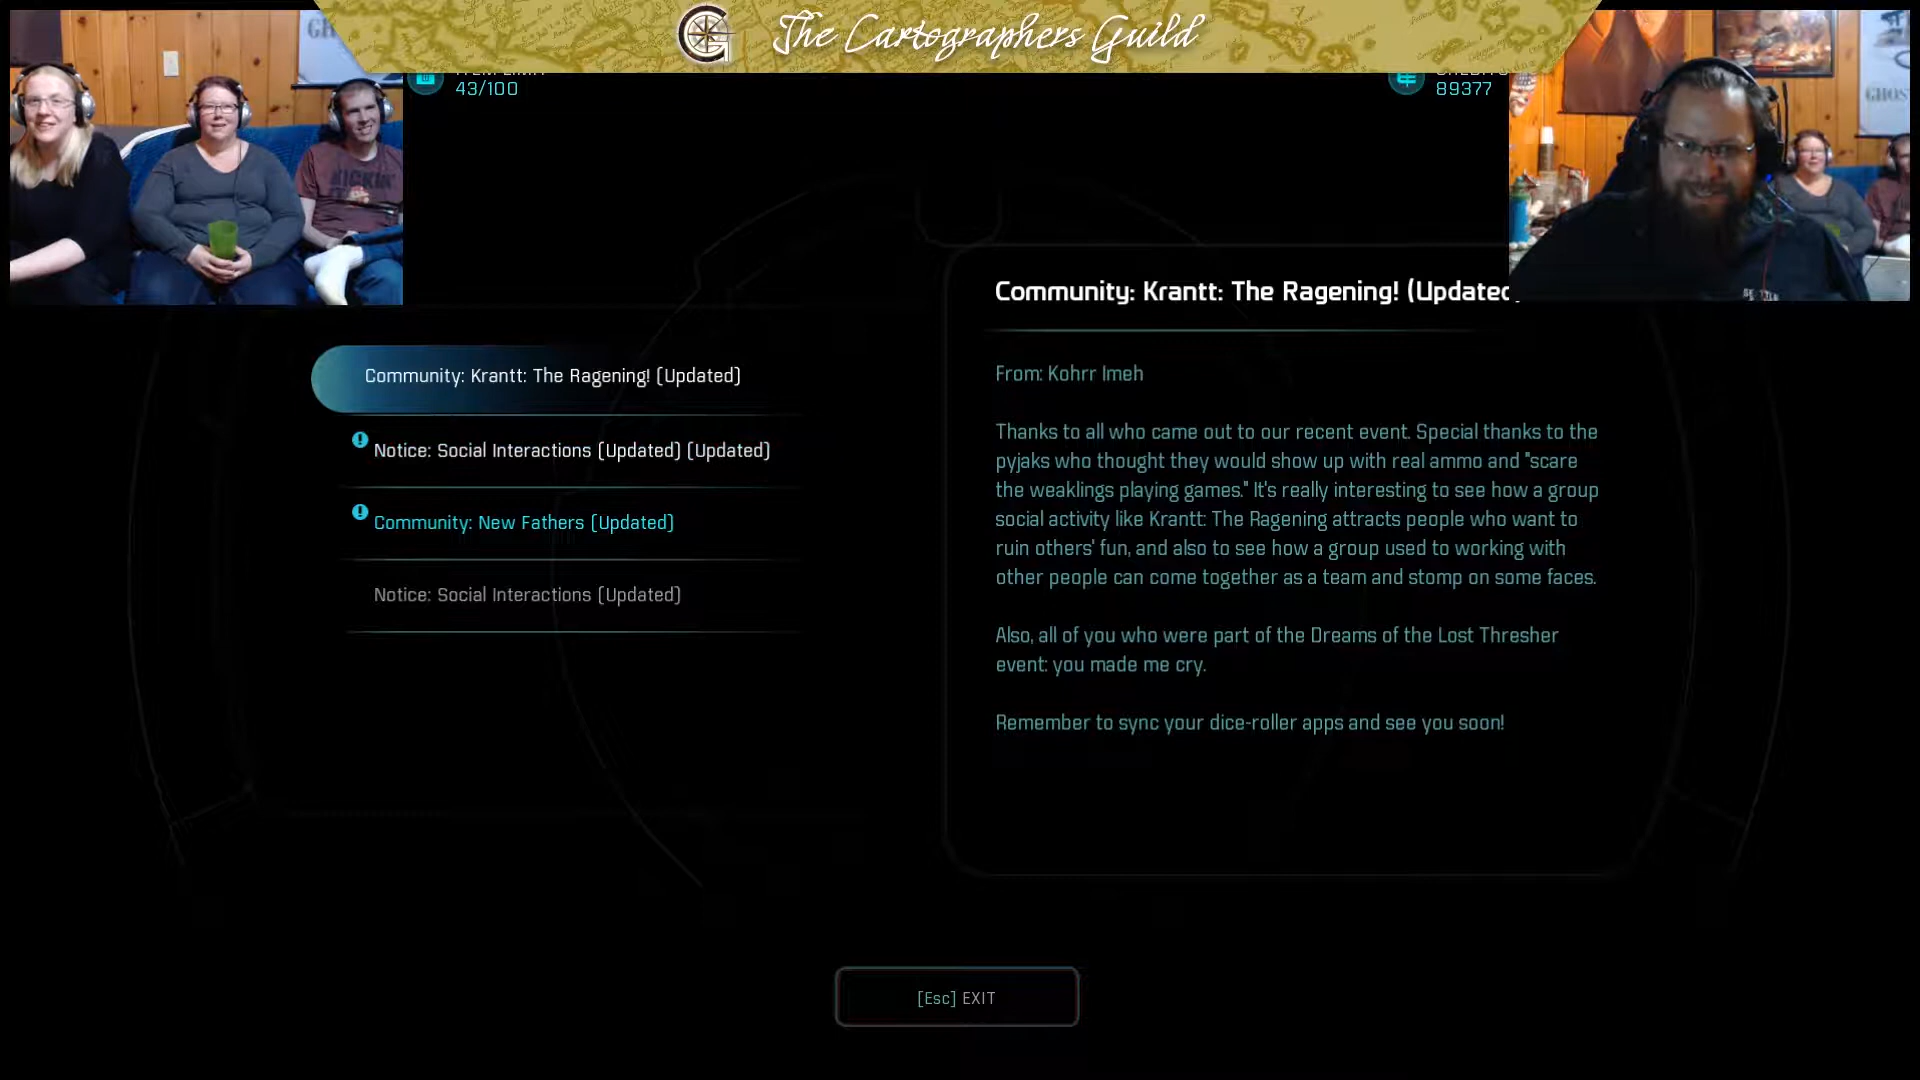 The Cartographers Guild
43/100
89377
KICKIN'
Community: Krantt: The Ragening! (Updated)
Notice: Social Interactions (Updated) (Updated)
Community: New Fathers (Updated)
Notice: Social Interactions (Updated)
Community: Krantt: The Ragening! (Updated
From: Kohrr Imeh
Thanks to all who came out to our recent event. Special thanks to the
pyjaks who thought they would show up with real ammo and "scare
the weaklings playing games." It's really interesting to see how a group
social activity like Krantt: The Ragening attracts people who want to
ruin others' fun, and also to see how a group used to working with
other people can come together as a team and stomp on some faces.
Also, all of you who were part of the Dreams of the Lost Thresher
event: you made me cry.
Remember to sync your dice-roller apps and see you soon!
[Esc] EXIT